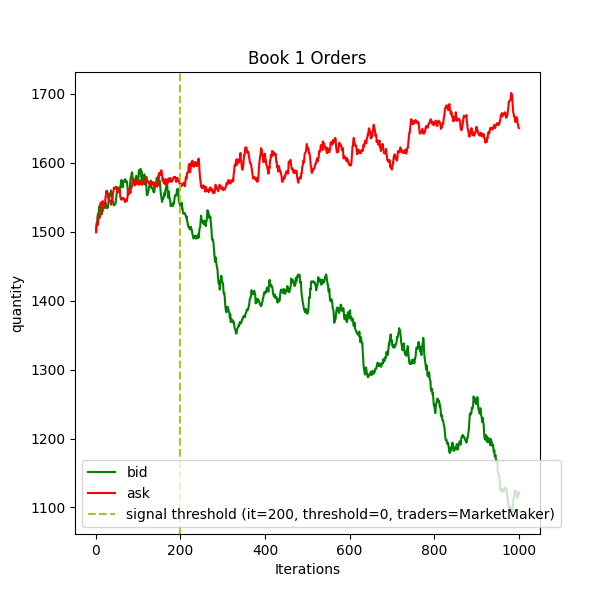 Book 1 Orders
quantity
1700
1600
1500
1400
1300
1200
1100
bid
ask
signal threshold (it=200, threshold=0, traders=MarketMaker)
0
200
400
600
800
1000
Iterations